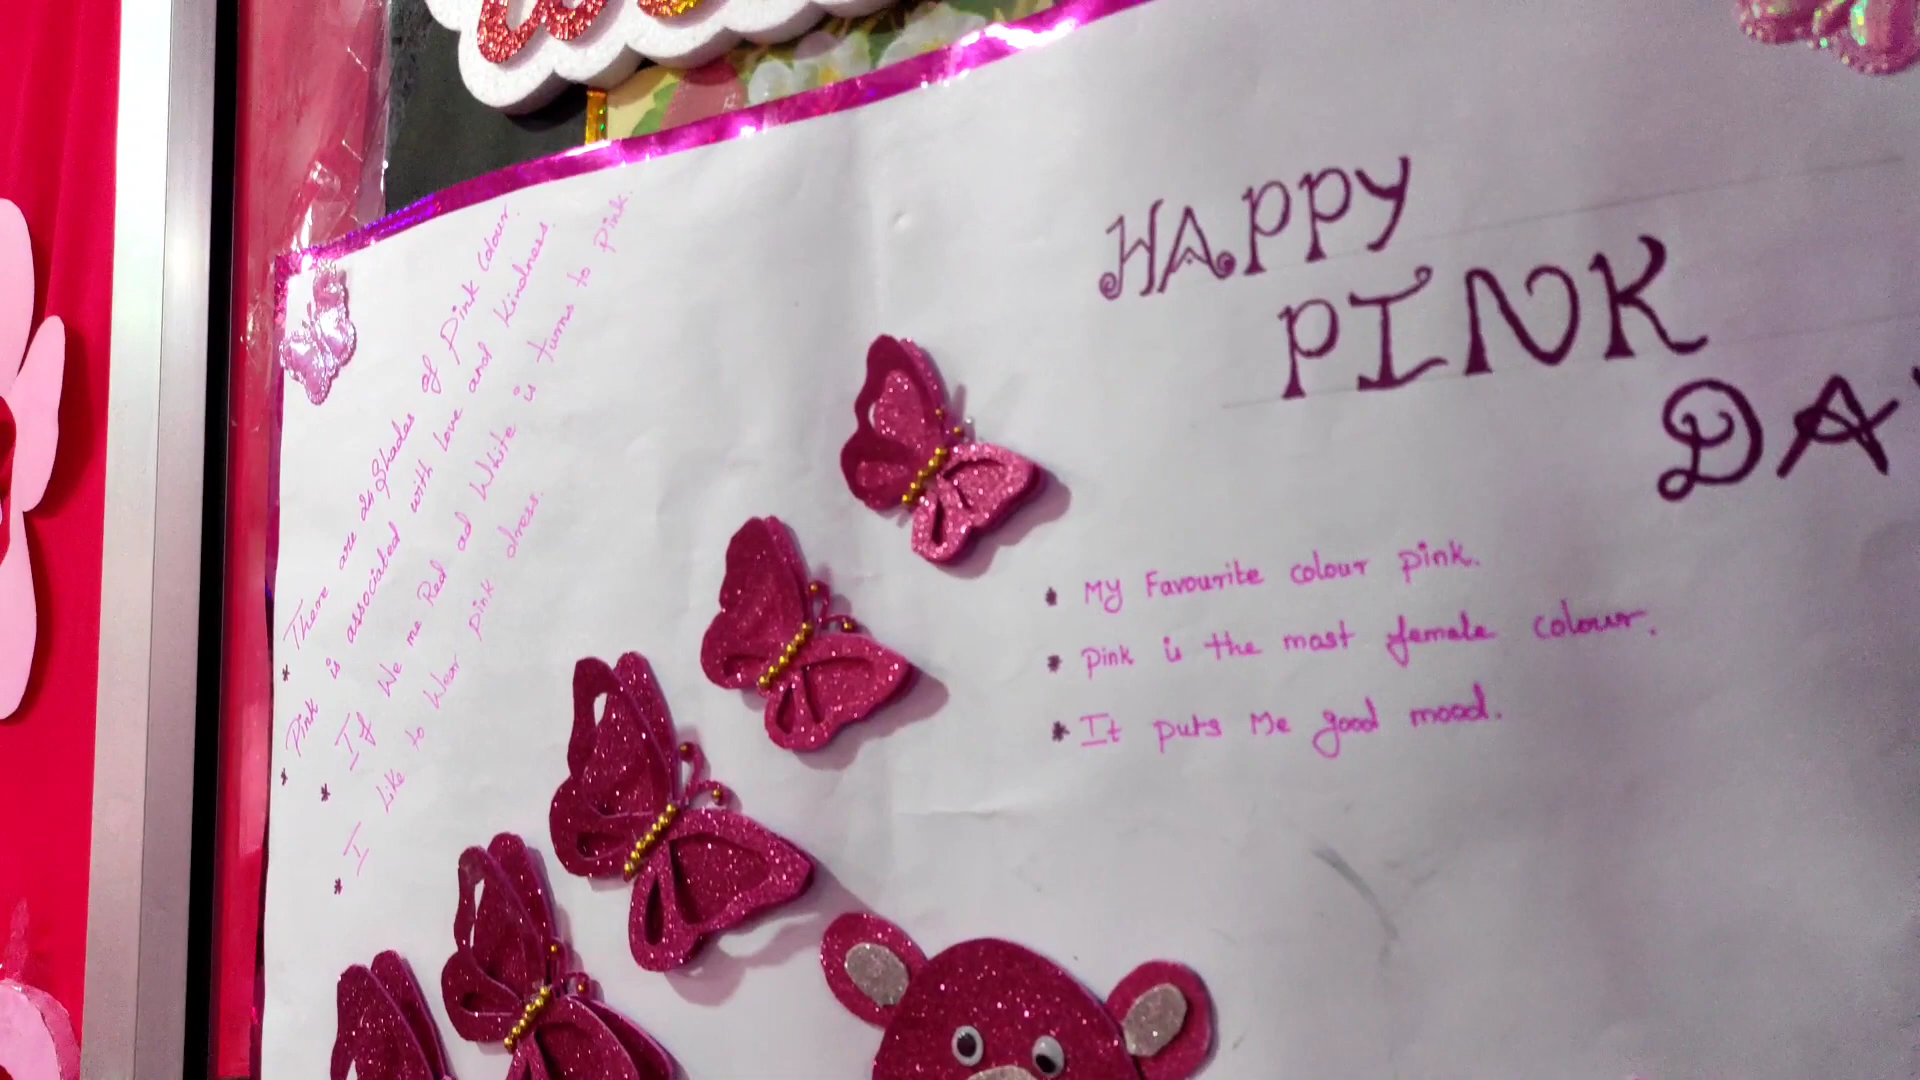 HAPPY
PINK
DA
* There are 24 Shades of Pink Colour.
* Pink is associated with love and Kindness.
* If We me Red ad White is turns to pink.
* I like to Wear pink dress.
* My Favourite colour pink.
* pink is the most female colour.
* It puts Me good mood.